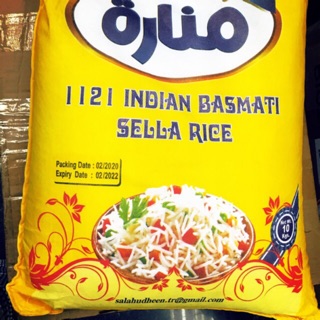 منارة
1121 INDIAN BASMATI
SELLA RICE
Packing Date : 02/2020
Expiry Date : 02/2022
10
Kgs.
salahudheen.tr@gmail.com